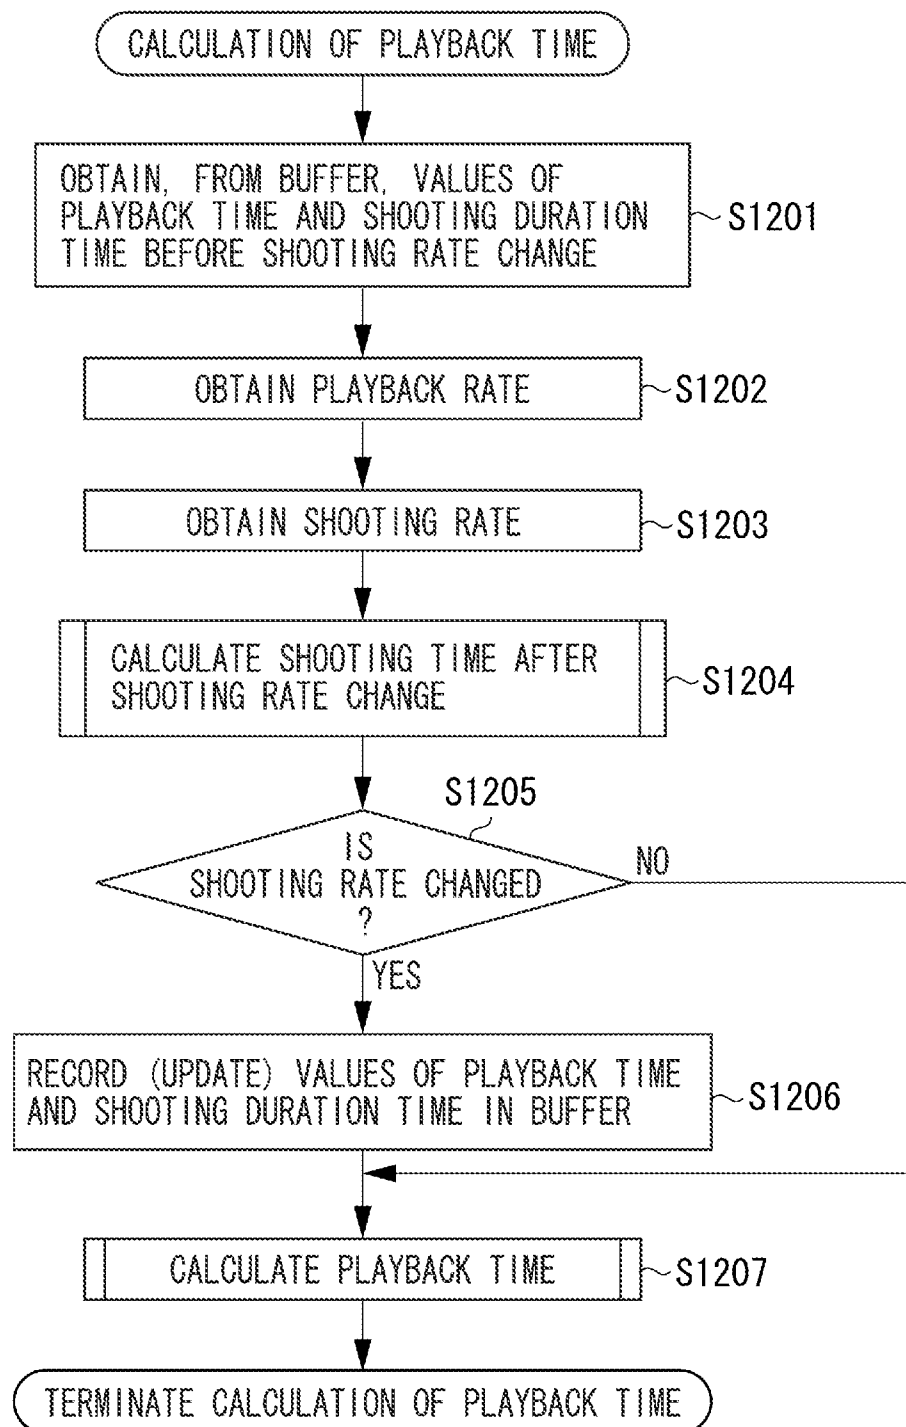 CALCULATION OF PLAYBACK TIME
OBTAIN, FROM BUFFER, VALUES OF
PLAYBACK TIME AND SHOOTING DURATION
TIME BEFORE SHOOTING RATE CHANGE
S1201
OBTAIN PLAYBACK RATE
S1202
OBTAIN SHOOTING RATE
S1203
CALCULATE SHOOTING TIME AFTER
SHOOTING RATE CHANGE
S1204
S1205
IS
SHOOTING RATE CHANGED
?
NO
YES
RECORD (UPDATE) VALUES OF PLAYBACK TIME
AND SHOOTING DURATION TIME IN BUFFER
S1206
CALCULATE PLAYBACK TIME
S1207
TERMINATE CALCULATION OF PLAYBACK TIME